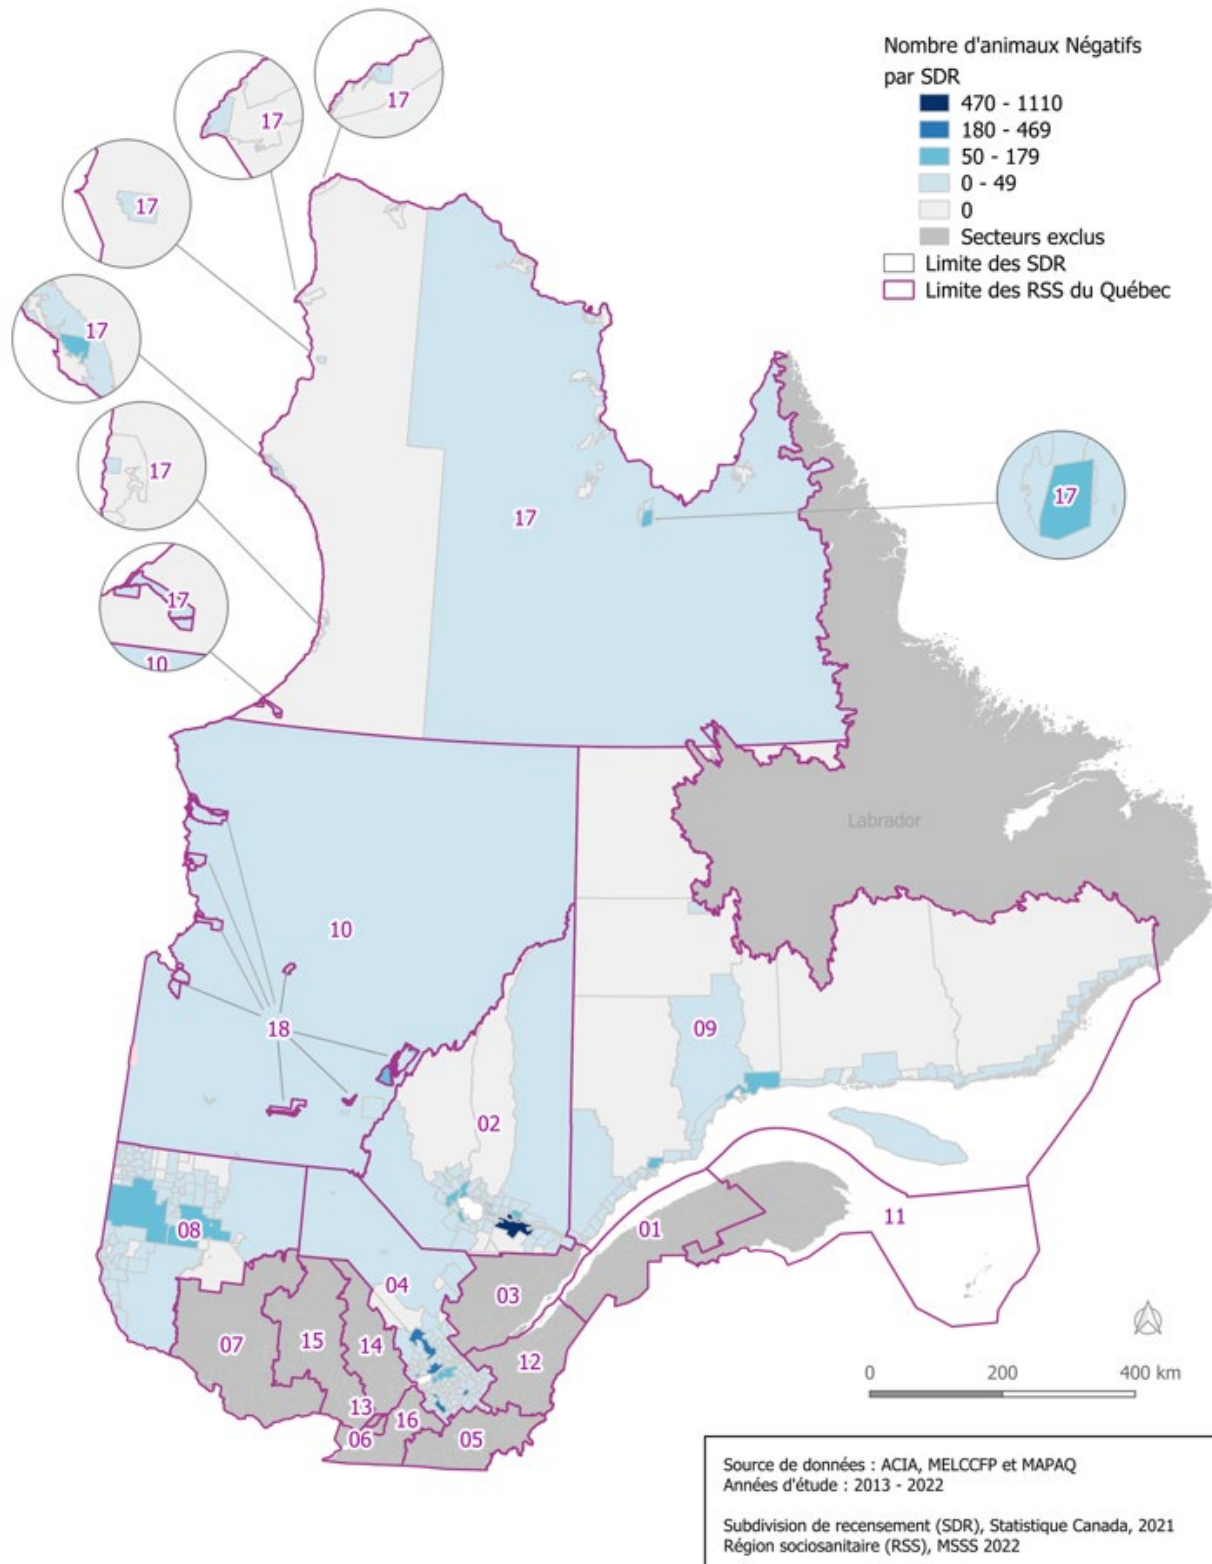 Nombre d'animaux Négatifs
par SDR
470 - 1110
180 - 469
50 - 179
0 - 49
0
Secteurs exclus
Limite des SDR
Limite des RSS du Québec
17
17
17
17
17
17
10
17
17
Labrador
10
18
09
02
08
01
11
04
03
07
15
14
12
13
16
06
05
0 200 400 km
Source de données : ACIA, MELCCFP et MAPAQ
Années d'étude : 2013 - 2022
Subdivision de recensement (SDR), Statistique Canada, 2021
Région sociosanitaire (RSS), MSSS 2022